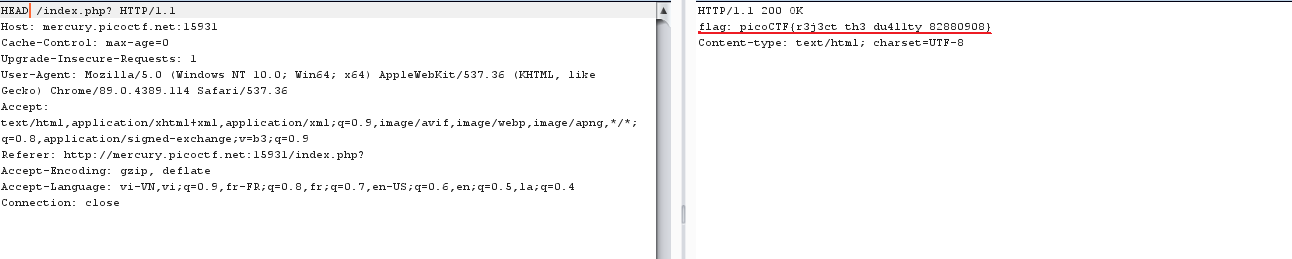 HEAD /index.php? HTTP/1.1
Host: mercury.picoctf.net:15931
Cache-Control: max-age=0
Upgrade-Insecure-Requests: 1
User-Agent: Mozilla/5.0 (Windows NT 10.0; Win64; x64) AppleWebKit/537.36 (KHTML, like
Gecko) Chrome/89.0.4389.114 Safari/537.36
Accept:
text/html,application/xhtml+xml,application/xml;q=0.9,image/avif,image/webp,image/apng,*/*;
q=0.8,application/signed-exchange;v=b3;q=0.9
Referer: http://mercury.picoctf.net:15931/index.php?
Accept-Encoding: gzip, deflate
Accept-Language: vi-VN,vi;q=0.9,fr-FR;q=0.8,fr;q=0.7,en-US;q=0.6,en;q=0.5,la;q=0.4
Connection: close
HTTP/1.1 200 OK
flag: picoCTF{r3j3ct_th3_du4l1ty_82880908}
Content-type: text/html; charset=UTF-8